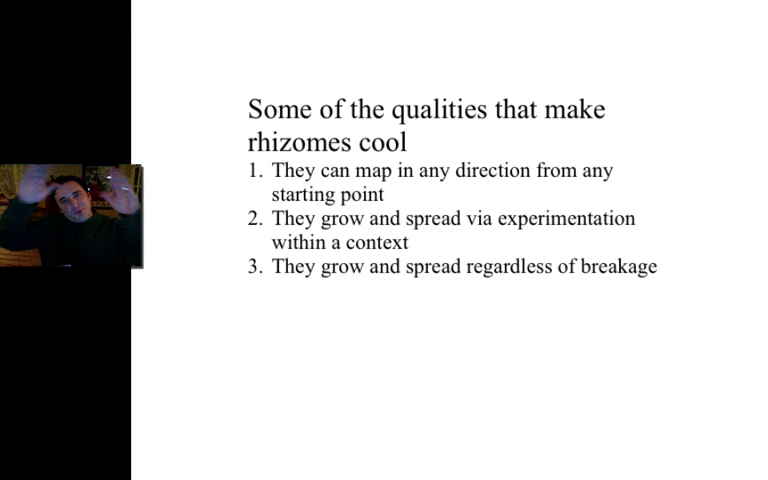 Some of the qualities that make
rhizomes cool
1. They can map in any direction from any
starting point
2. They grow and spread via experimentation
within a context
3. They grow and spread regardless of breakage